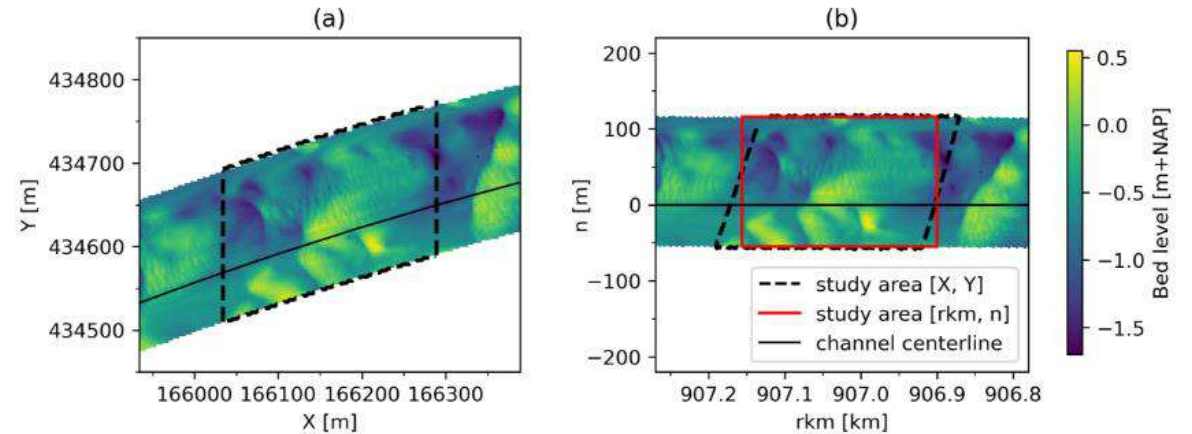 (a)
434800
434700
434600
434500
Y [m]
166000 166100 166200 166300
X [m]
(b)
200
100
0
−100
−200
n [m]
study area [X, Y]
study area [rkm, n]
channel centerline
907.2 907.1 907.0 906.9 906.8
rkm [km]
0.5
0.0
−0.5
−1.0
−1.5
Bed level [m+NAP]